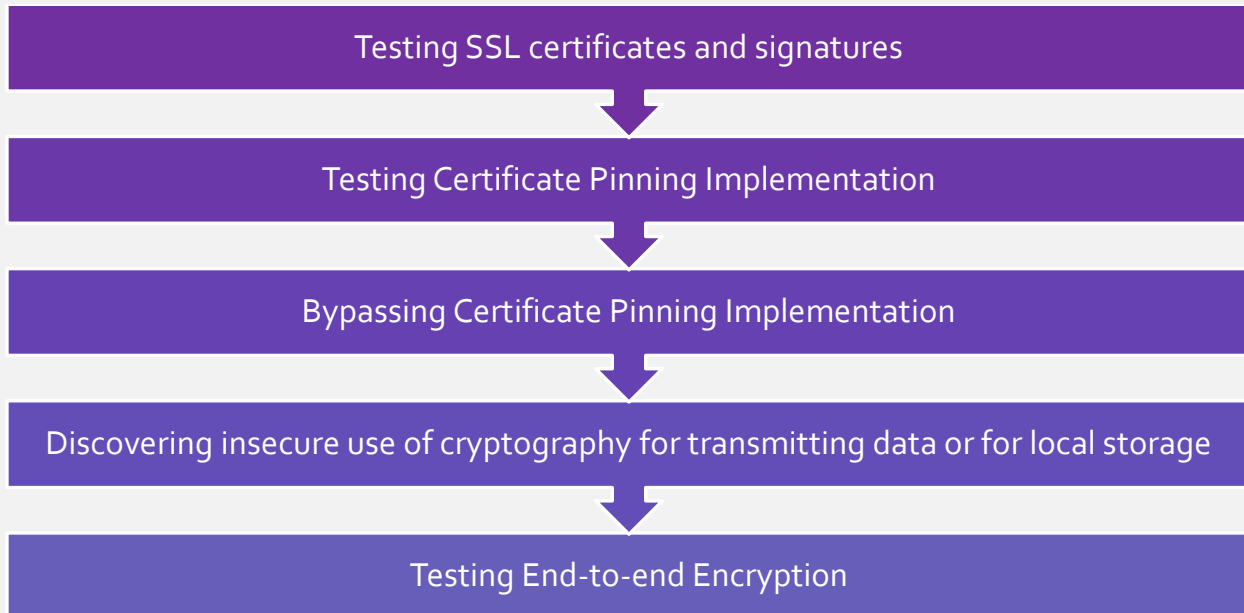 Testing SSL certificates and signatures
Testing Certificate Pinning Implementation
Bypassing Certificate Pinning Implementation
Discovering insecure use of cryptography for transmitting data or for local storage
Testing End-to-end Encryption